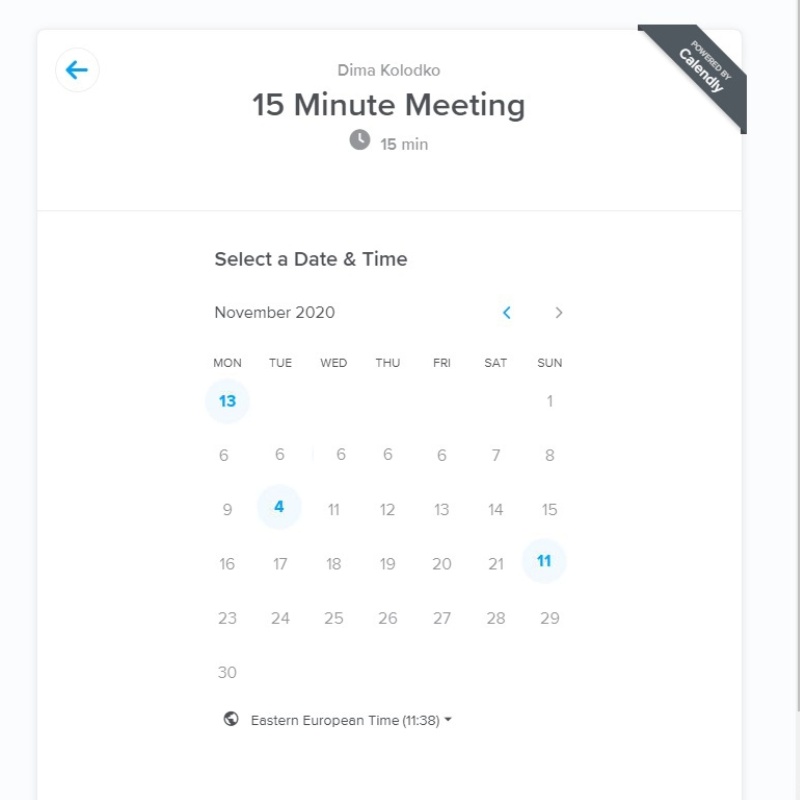 Dima Kolodko
POWERED BY
Calendly
15 Minute Meeting
15 min
Select a Date & Time
November 2020
MON TUE WED THU FRI SAT SUN
13 1
6 6 6 6 6 7 8
9 4 11 12 13 14 15
16 17 18 19 20 21 11
23 24 25 26 27 28 29
30
Eastern European Time (11:38)